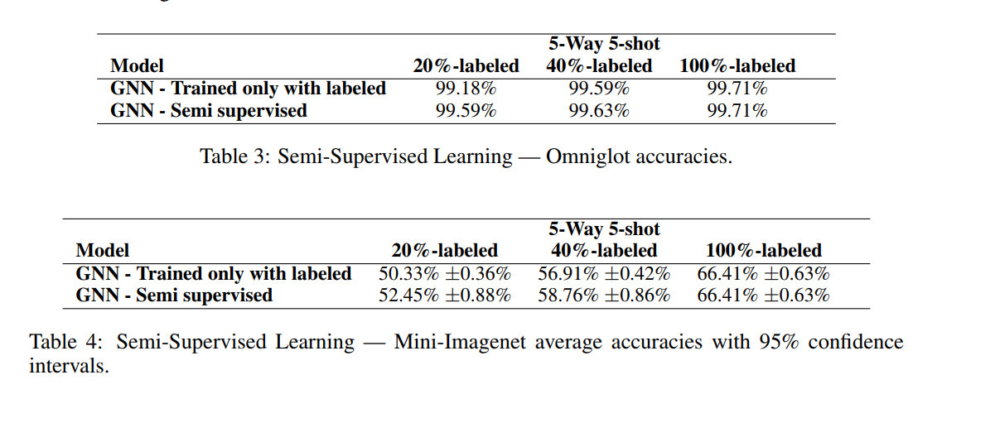 5-Way 5-shot
Model 20%-labeled 40%-labeled 100%-labeled
GNN - Trained only with labeled 99.18% 99.59% 99.71%
GNN - Semi supervised 99.59% 99.63% 99.71%
Table 3: Semi-Supervised Learning — Omniglot accuracies.
5-Way 5-shot
Model 20%-labeled 40%-labeled 100%-labeled
GNN - Trained only with labeled 50.33% ±0.36% 56.91% ±0.42% 66.41% ±0.63%
GNN - Semi supervised 52.45% ±0.88% 58.76% ±0.86% 66.41% ±0.63%
Table 4: Semi-Supervised Learning — Mini-Imagenet average accuracies with 95% confidence
intervals.